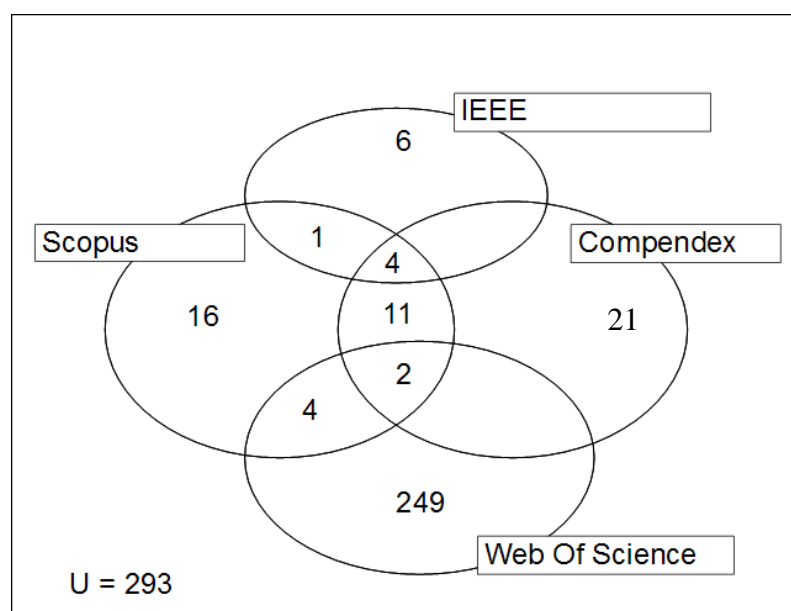 IEEE
6
Scopus
1
Compendex
4
16
11
21
2
4
249
Web Of Science
U = 293